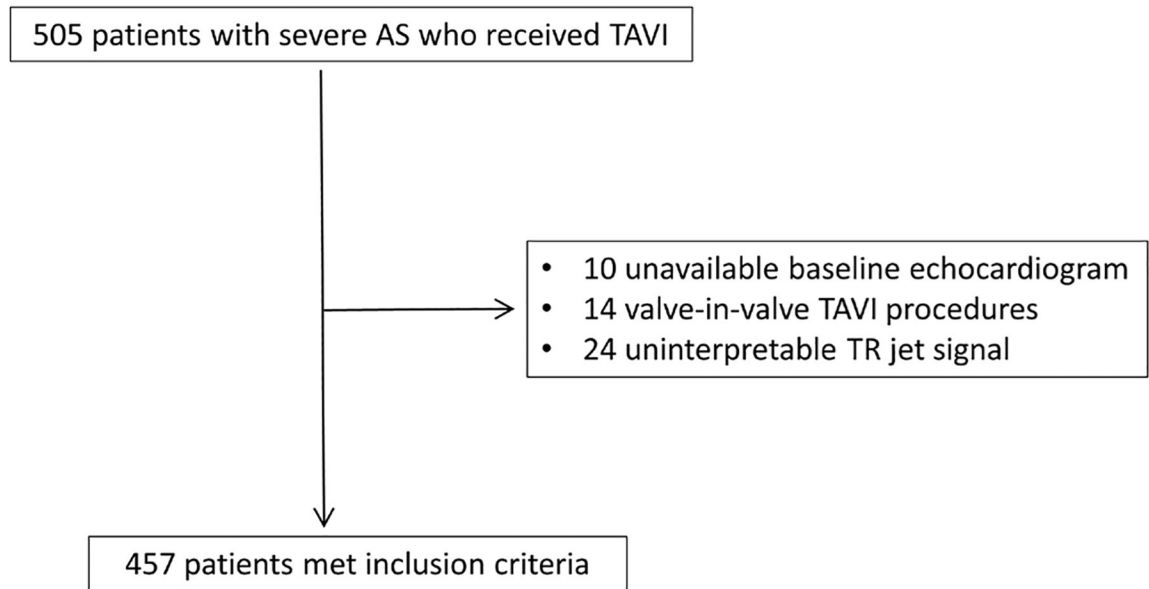 505 patients with severe AS who received TAVI
• 10 unavailable baseline echocardiogram
• 14 valve-in-valve TAVI procedures
• 24 uninterpretable TR jet signal
457 patients met inclusion criteria